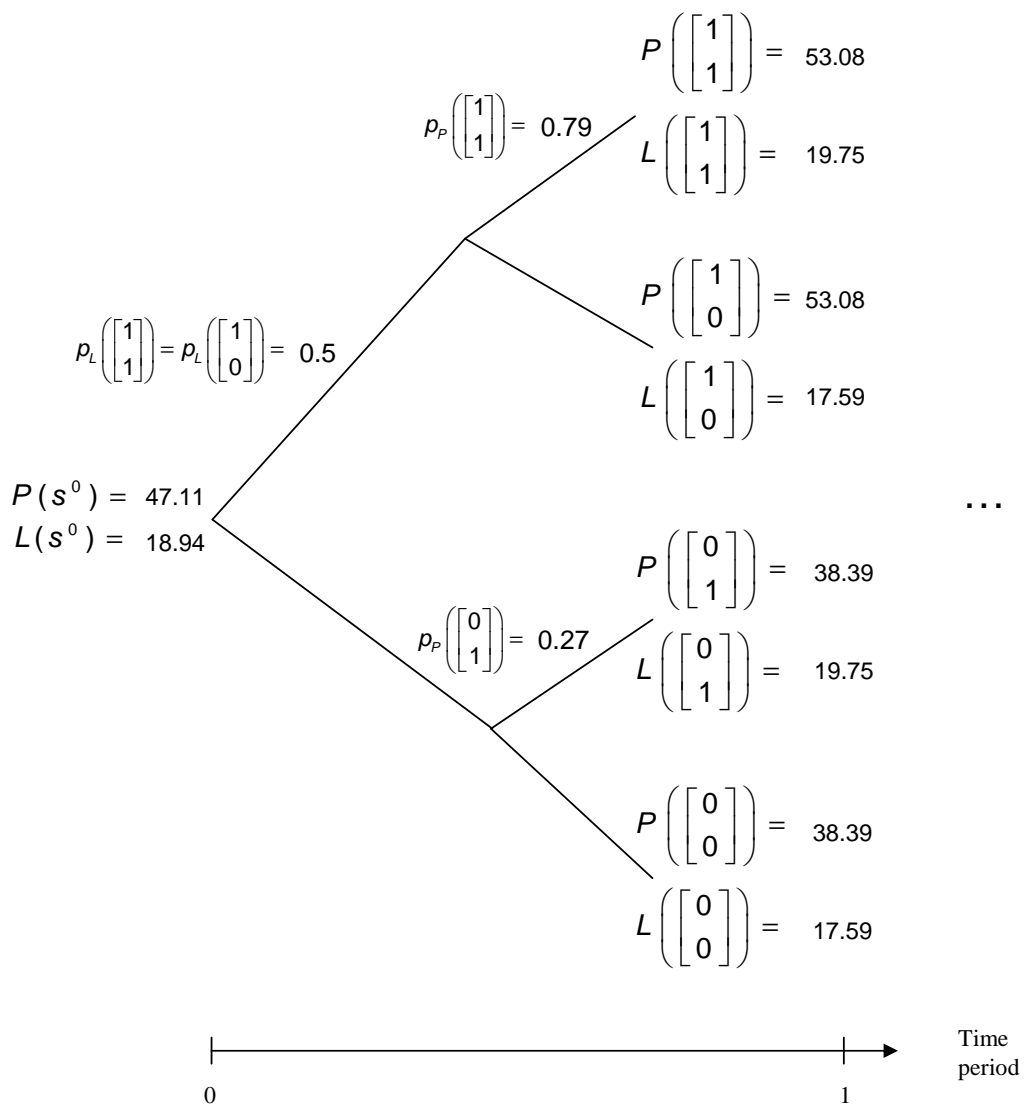 P([1 1]) = 53.08
p_P([1 1]) = 0.79
L([1 1]) = 19.75
P([1 0]) = 53.08
p_L([1 1]) = p_L([1 0]) = 0.5
L([1 0]) = 17.59
P(s⁰) = 47.11
L(s⁰) = 18.94
...
P([0 1]) = 38.39
p_P([0 1]) = 0.27
L([0 1]) = 19.75
P([0 0]) = 38.39
L([0 0]) = 17.59
Time
period
0 1